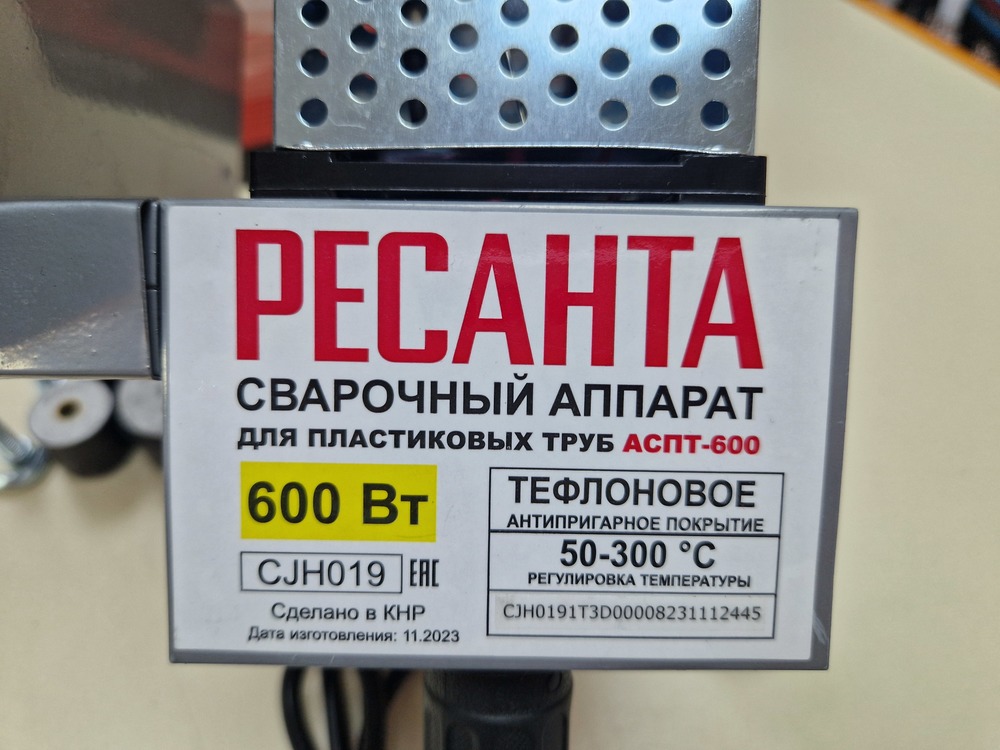 РЕСАНТА
СВАРОЧНЫЙ АППАРАТ
ДЛЯ ПЛАСТИКОВЫХ ТРУБ АСПТ-600
600 Вт
CJH019 EAC
Сделано в КНР
Дата изготовления: 11.2023
ТЕФЛОНОВОЕ
АНТИПРИГАРНОЕ ПОКРЫТИЕ
50-300 °C
РЕГУЛИРОВКА ТЕМПЕРАТУРЫ
CJH0191T3D00008231112445